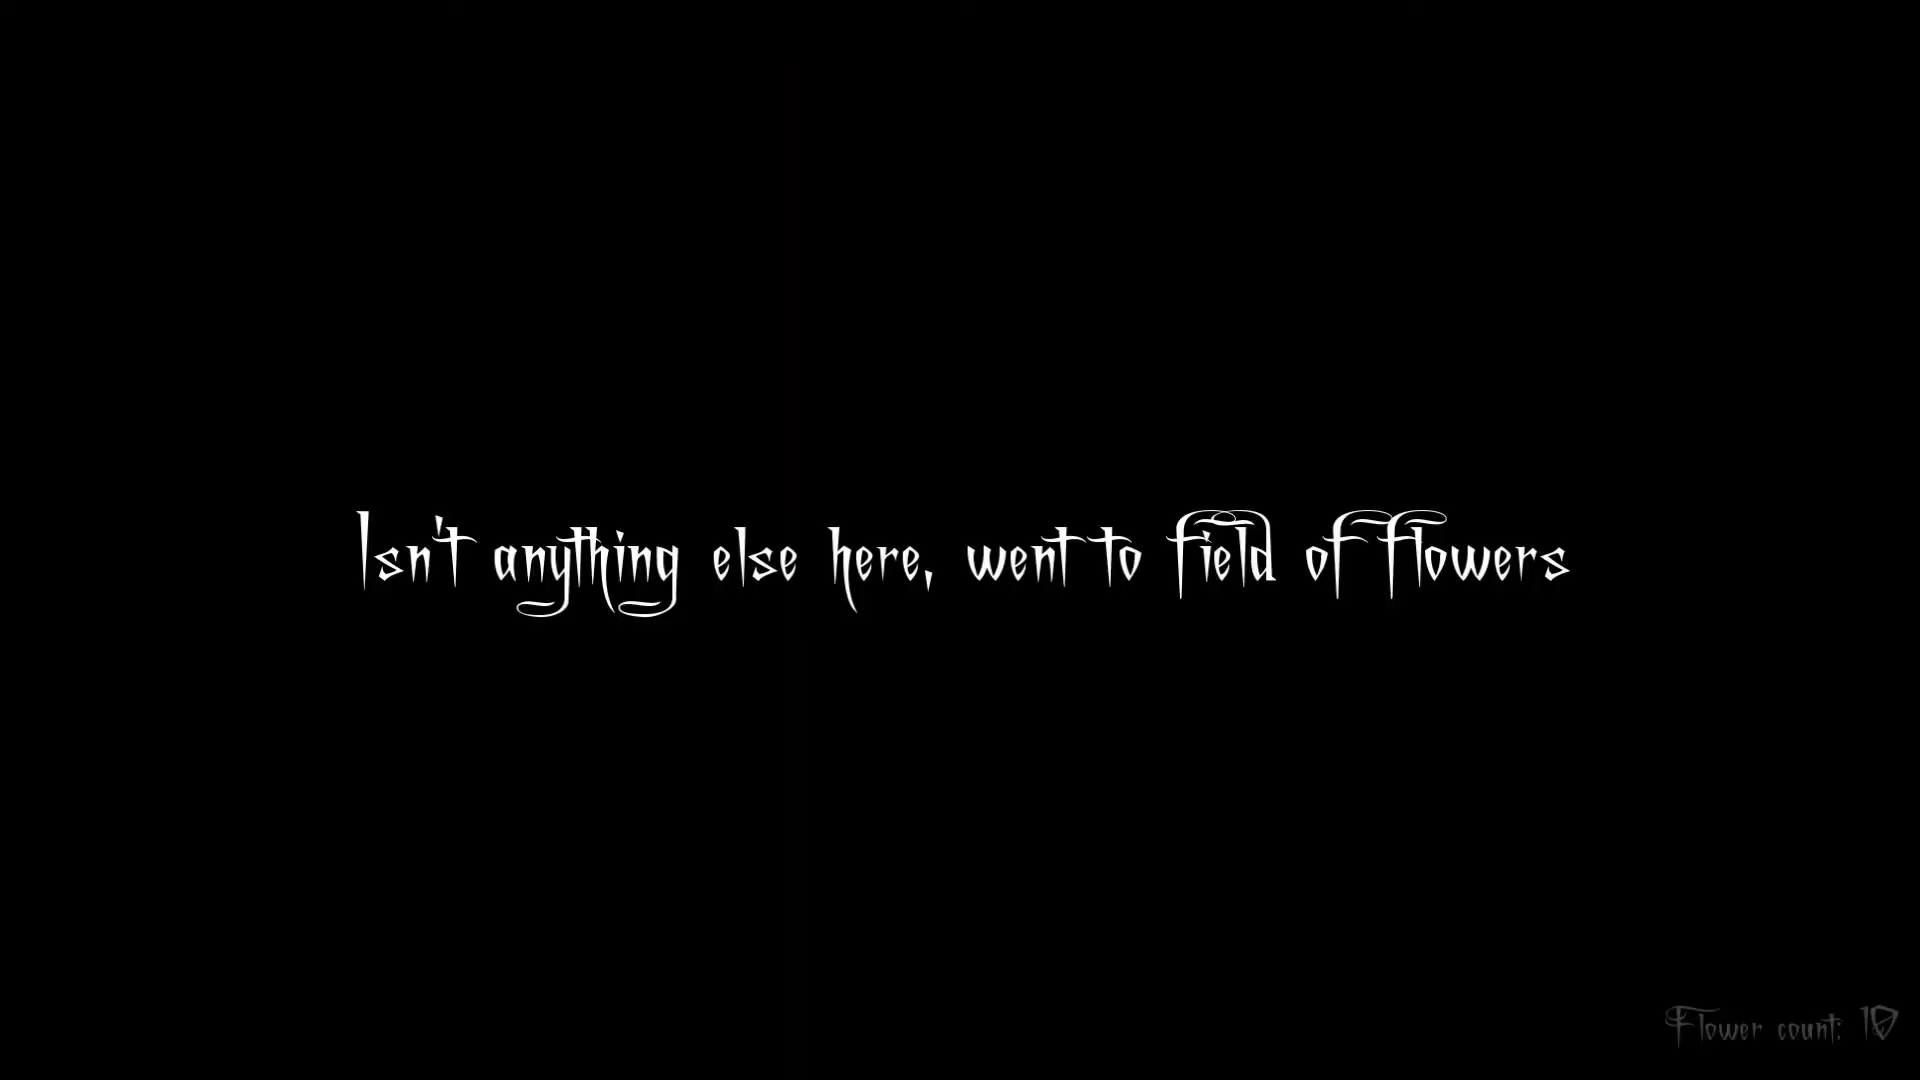 Isn't anything else here, went to field of flowers
Flower count: 10